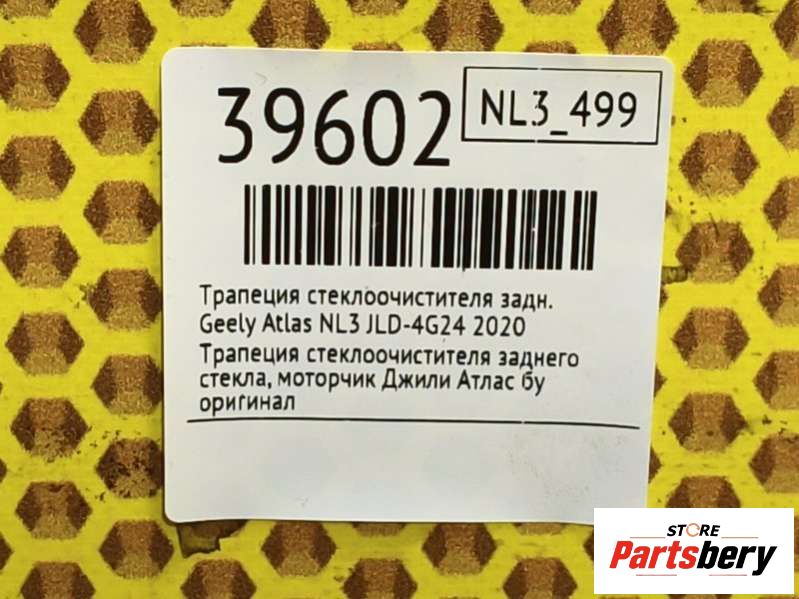 39602
NL3_499
Трапеция стеклоочистителя задн.
Geely Atlas NL3 JLD-4G24 2020
Трапеция стеклоочистителя заднего
стекла, моторчик Джили Атлас бу
оригинал
STORE
Partsbery